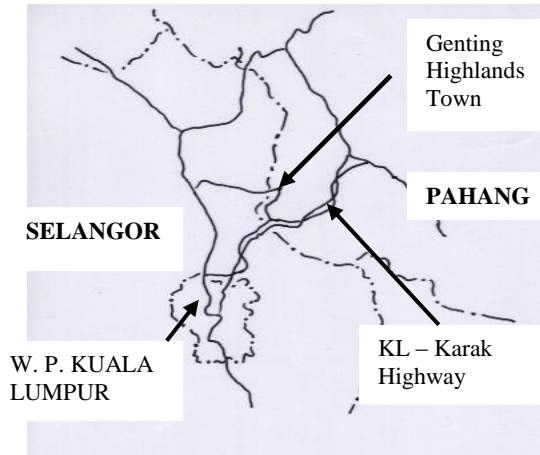 Genting
Highlands
Town
PAHANG
SELANGOR
W. P. KUALA
LUMPUR
KL – Karak
Highway